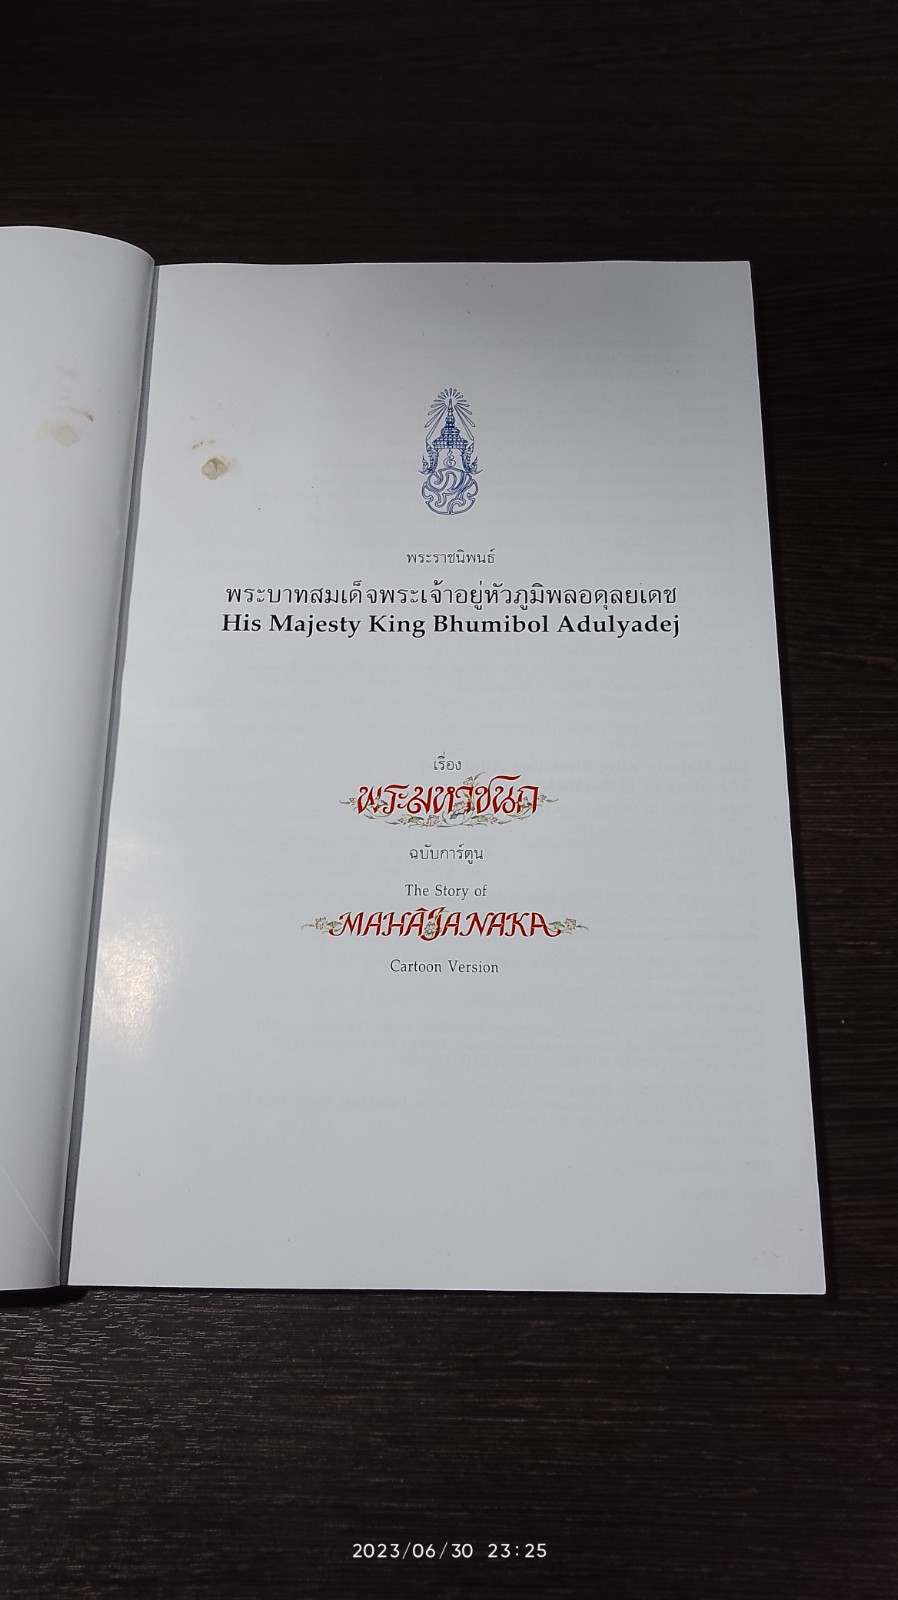 พระราชนิพนธ์
พระบาทสมเด็จพระเจ้าอยู่หัวภูมิพลอดุลยเดช
His Majesty King Bhumibol Adulyadej
เรื่อง
พระมหาชนก
ฉบับการ์ตูน
The Story of
MAHĀJANAKA
Cartoon Version
2023/06/30 23:25